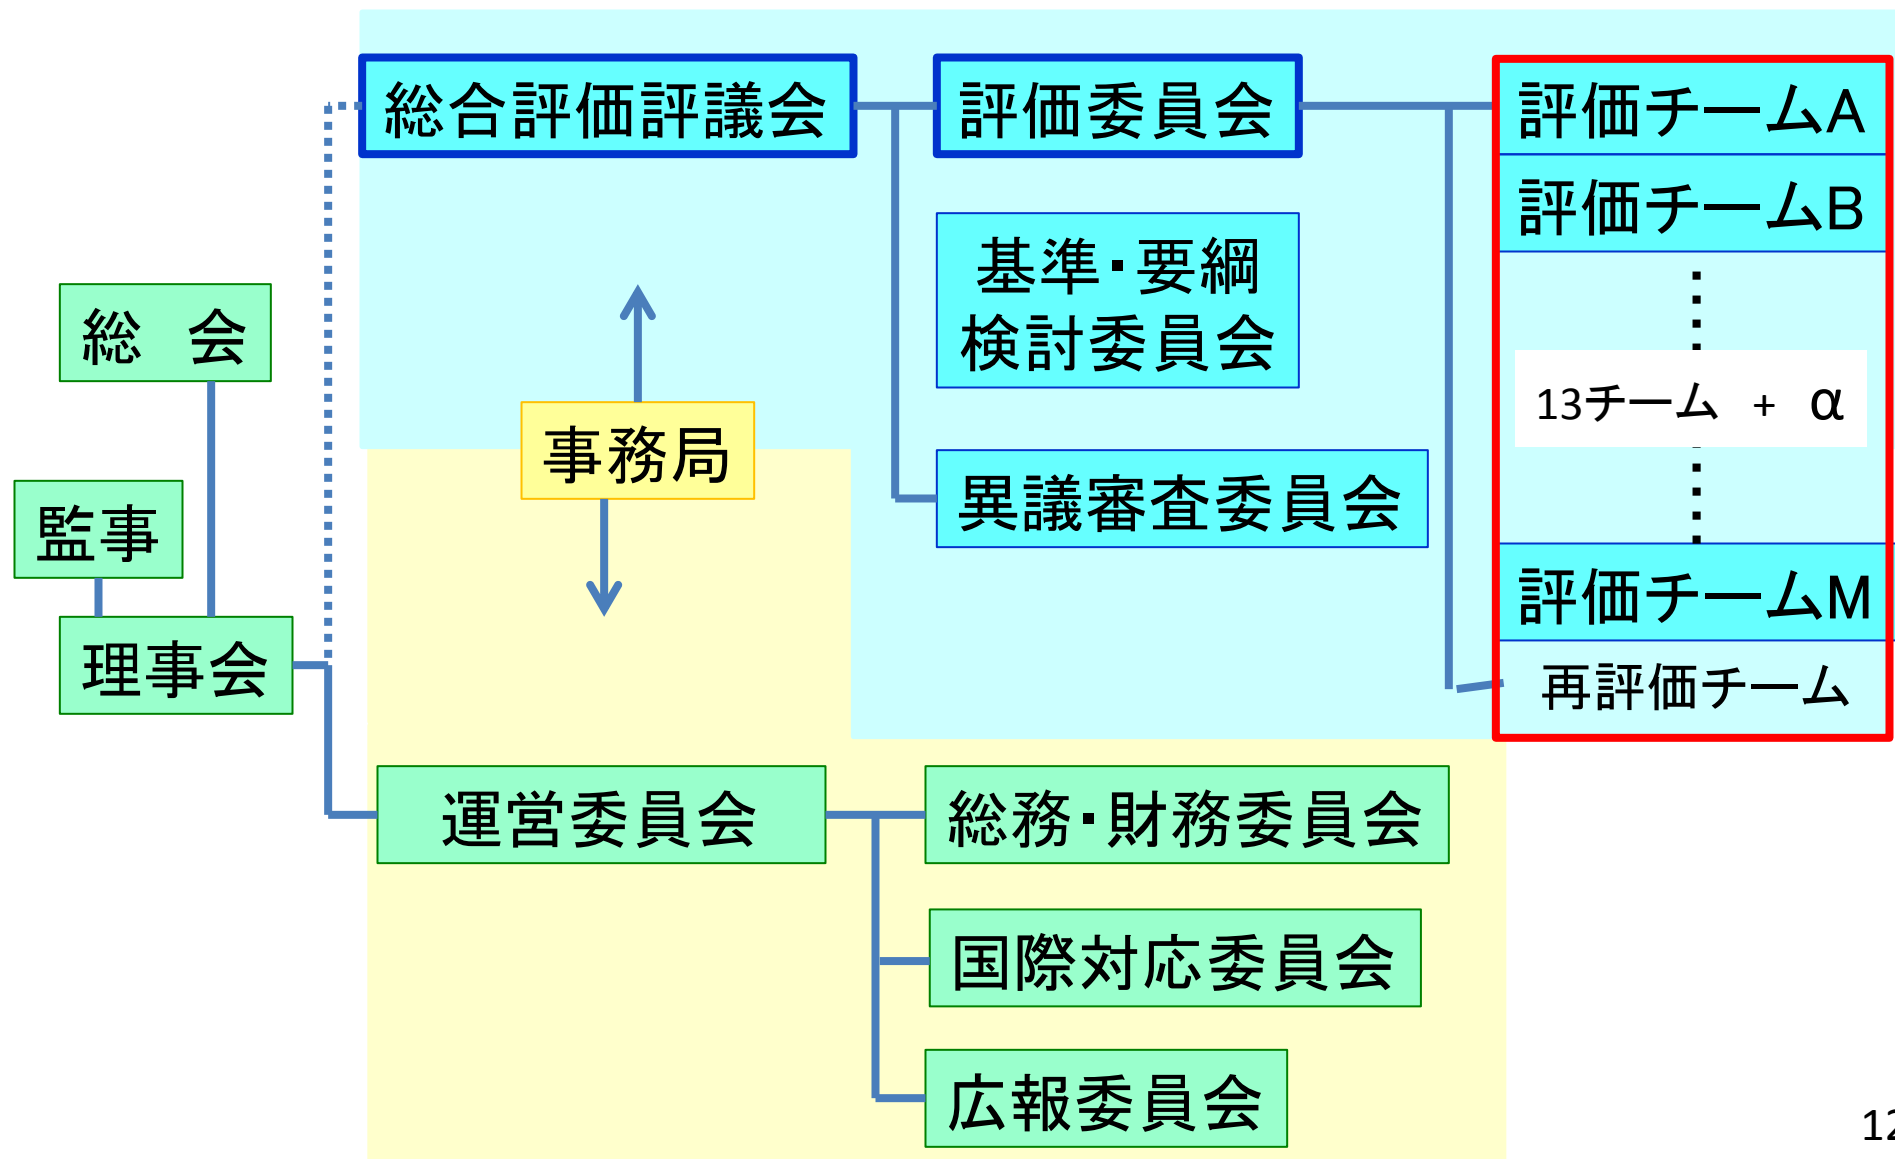 総合評価評議会
評価委員会
評価チームA
評価チームB
基準・要綱
検討委員会
総　会
13チーム + α
事務局
異議審査委員会
監事
評価チームM
理事会
再評価チーム
運営委員会
総務・財務委員会
国際対応委員会
広報委員会
12